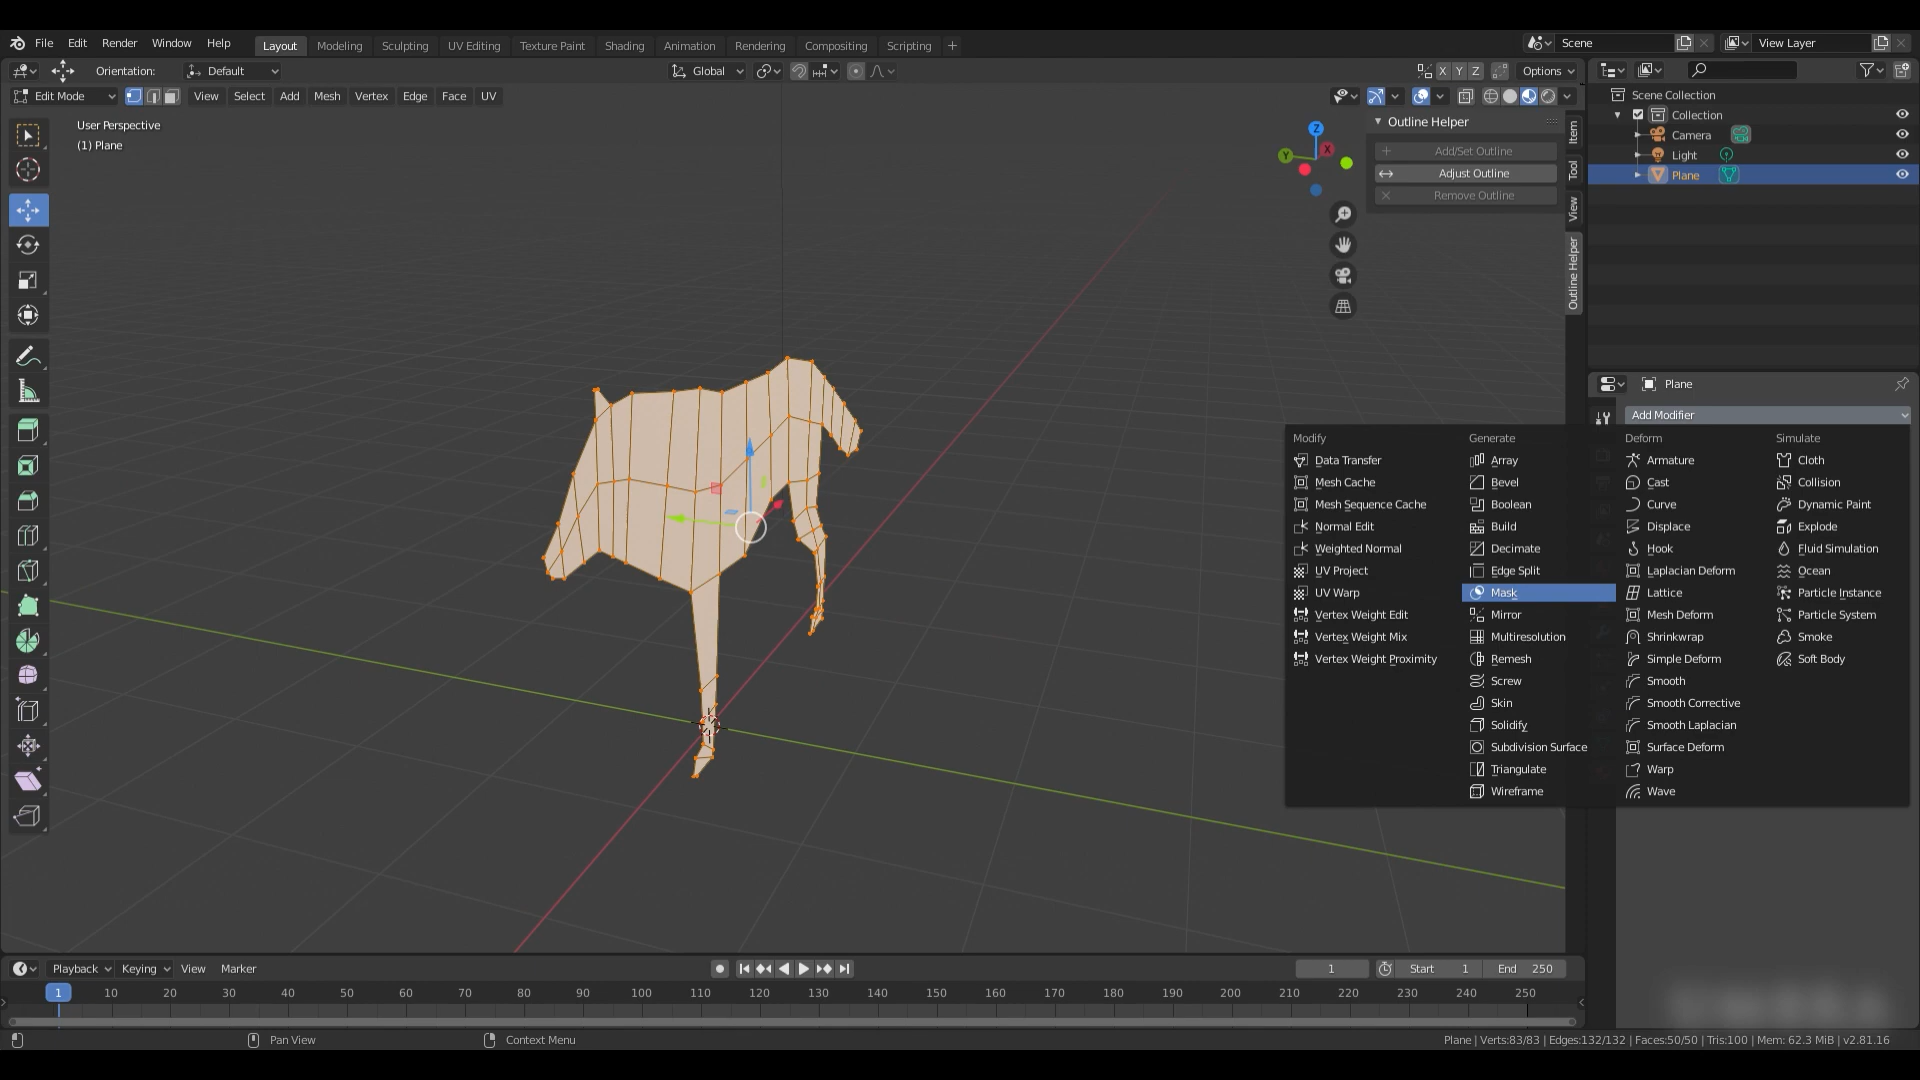 File Edit Render Window Help Layout Modeling Sculpting UV Editing Texture Paint Shading Animation Rendering Compositing Scripting + Scene View Layer
Orientation: Default Global X Y Z Options
Edit Mode View Select Add Mesh Vertex Edge Face UV
User Perspective
(1) Plane
Z
Y
X
Outline Helper
Add/Set Outline
Adjust Outline
Remove Outline
Item
Tool
View
Outline Helper
Scene Collection
Collection
Camera
Light
Plane
Plane
Add Modifier
Modify
Data Transfer
Mesh Cache
Mesh Sequence Cache
Normal Edit
Weighted Normal
UV Project
UV Warp
Vertex Weight Edit
Vertex Weight Mix
Vertex Weight Proximity
Generate
Array
Bevel
Boolean
Build
Decimate
Edge Split
Mask
Mirror
Multiresolution
Remesh
Screw
Skin
Solidify
Subdivision Surface
Triangulate
Wireframe
Deform
Armature
Cast
Curve
Displace
Hook
Laplacian Deform
Lattice
Mesh Deform
Shrinkwrap
Simple Deform
Smooth
Smooth Corrective
Smooth Laplacian
Surface Deform
Warp
Wave
Simulate
Cloth
Collision
Dynamic Paint
Explode
Fluid Simulation
Ocean
Particle Instance
Particle System
Smoke
Soft Body
Playback Keying View Marker 1 Start 1 End 250
1 10 20 30 40 50 60 70 80 90 100 110 120 130 140 150 160 170 180 190 200 210 220 230 240 250
Pan View Context Menu Plane | Verts:83/83 | Edges:132/132 | Faces:50/50 | Tris:100 | Mem: 62.3 MiB | v2.81.16